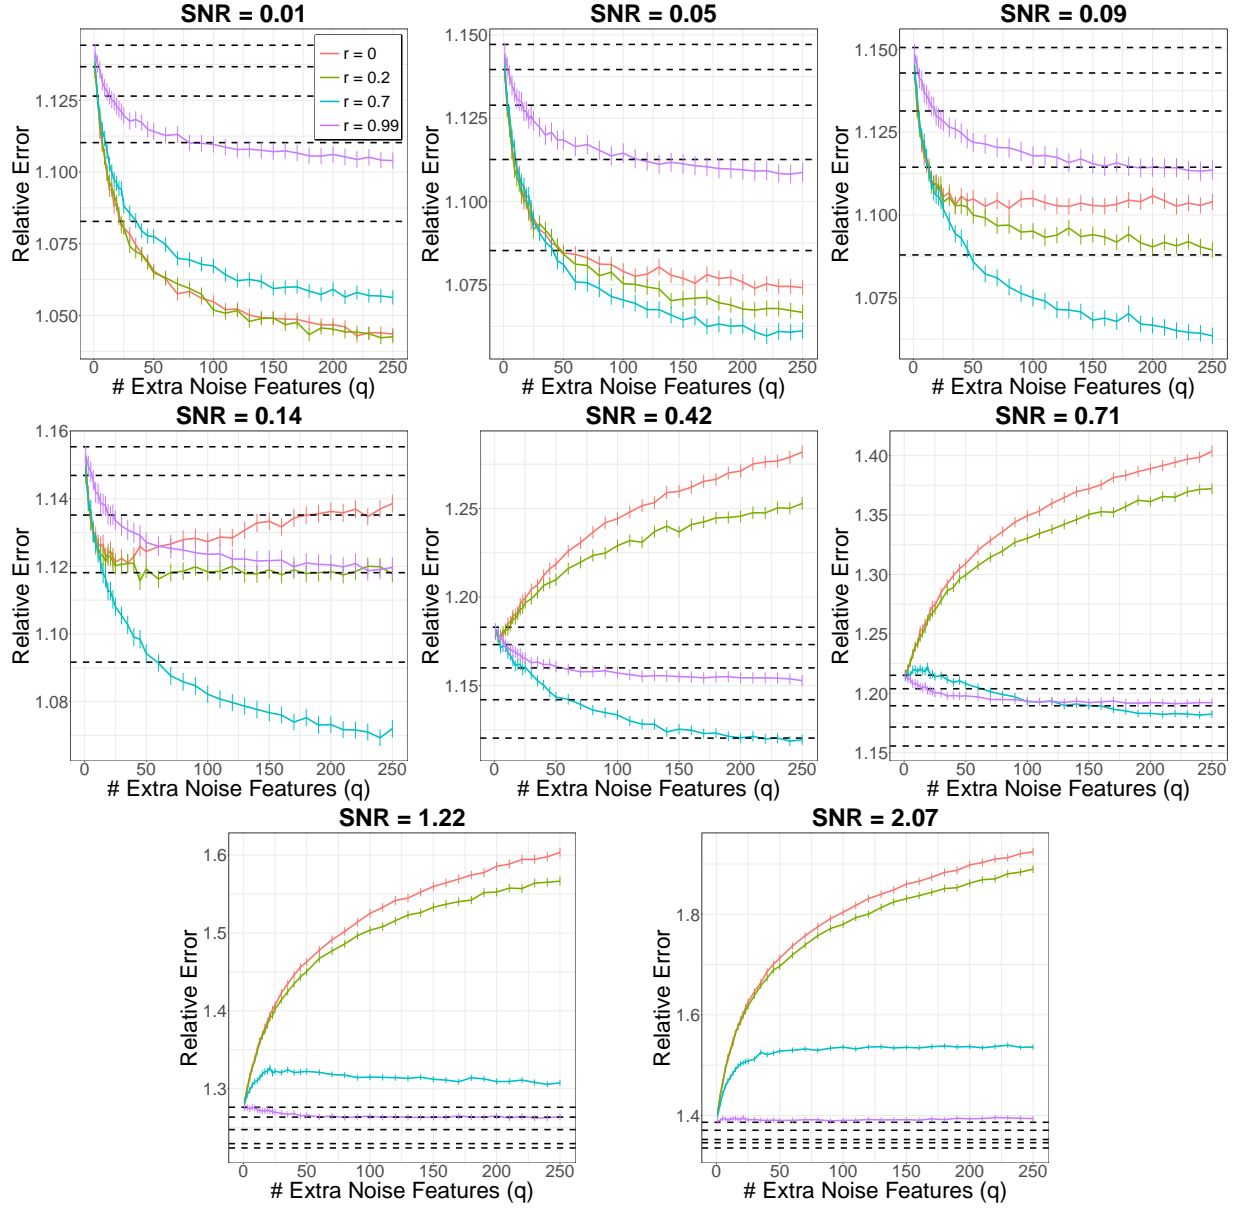 SNR = 0.01
SNR = 0.05
SNR = 0.09
r = 0
r = 0.2
r = 0.7
r = 0.99
Relative Error
1.125
1.100
1.075
1.050
0 50 100 150 200 250
# Extra Noise Features (q)
Relative Error
1.150
1.125
1.100
1.075
0 50 100 150 200 250
# Extra Noise Features (q)
Relative Error
1.150
1.125
1.100
1.075
0 50 100 150 200 250
# Extra Noise Features (q)
SNR = 0.14
SNR = 0.42
SNR = 0.71
Relative Error
1.16
1.14
1.12
1.10
1.08
0 50 100 150 200 250
# Extra Noise Features (q)
Relative Error
1.25
1.20
1.15
0 50 100 150 200 250
# Extra Noise Features (q)
Relative Error
1.40
1.35
1.30
1.25
1.20
1.15
0 50 100 150 200 250
# Extra Noise Features (q)
SNR = 1.22
SNR = 2.07
Relative Error
1.6
1.5
1.4
1.3
0 50 100 150 200 250
# Extra Noise Features (q)
Relative Error
1.8
1.6
1.4
0 50 100 150 200 250
# Extra Noise Features (q)